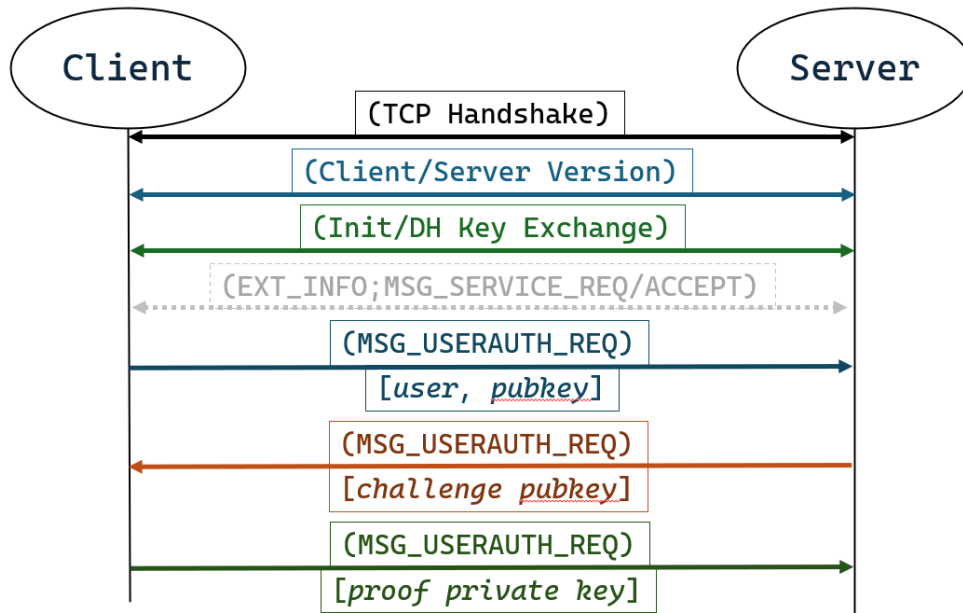 Client
Server
(TCP Handshake)
(Client/Server Version)
(Init/DH Key Exchange)
(EXT_INFO;MSG_SERVICE_REQ/ACCEPT)
(MSG_USERAUTH_REQ)
[user, pubkey]
(MSG_USERAUTH_REQ)
[challenge pubkey]
(MSG_USERAUTH_REQ)
[proof private key]